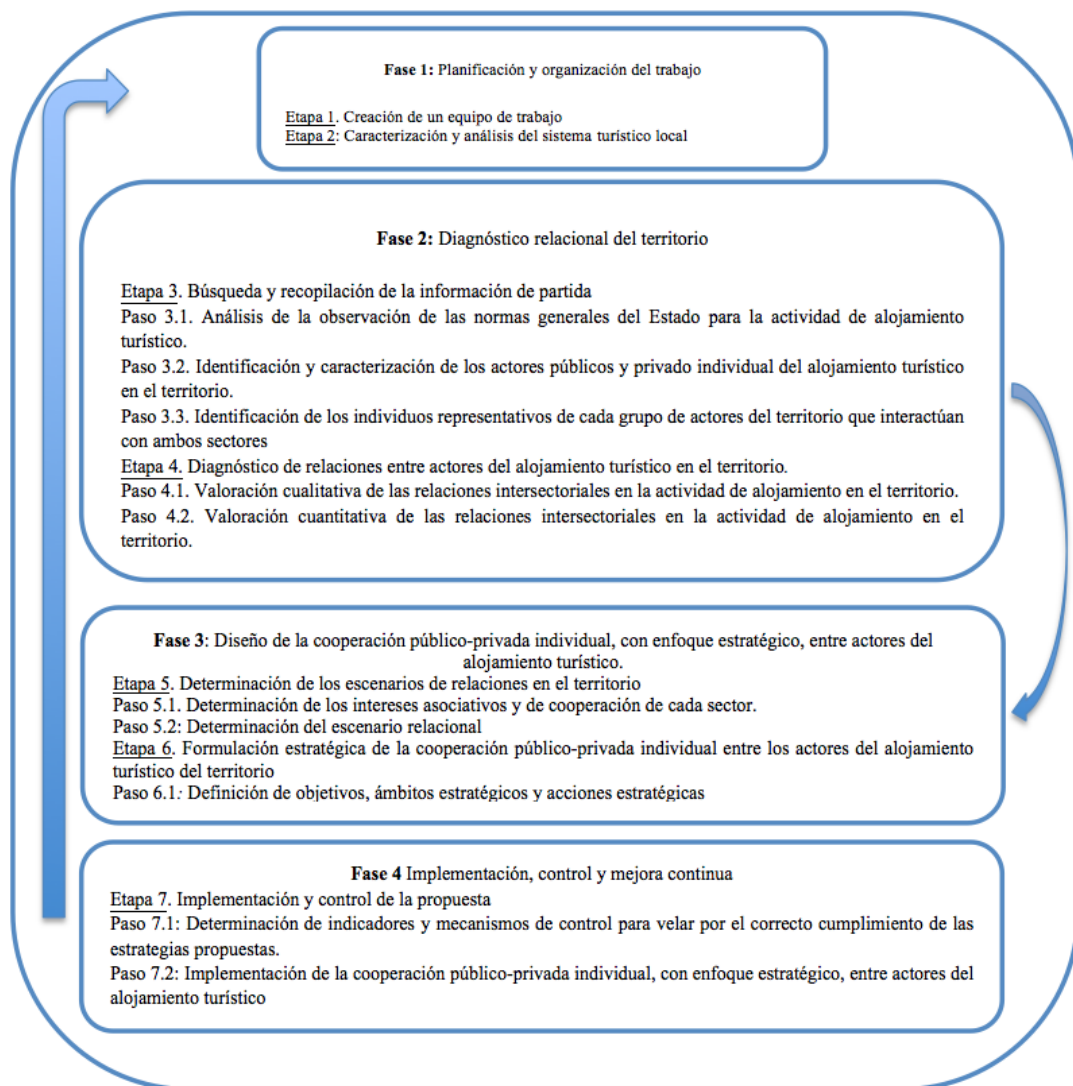 Fase 1: Planificación y organización del trabajo
Etapa 1. Creación de un equipo de trabajo
Etapa 2: Caracterización y análisis del sistema turístico local
Fase 2: Diagnóstico relacional del territorio
Etapa 3. Búsqueda y recopilación de la información de partida
Paso 3.1. Análisis de la observación de las normas generales del Estado para la actividad de alojamiento
turístico.
Paso 3.2. Identificación y caracterización de los actores públicos y privado individual del alojamiento turístico
en el territorio.
Paso 3.3. Identificación de los individuos representativos de cada grupo de actores del territorio que interactúan
con ambos sectores
Etapa 4. Diagnóstico de relaciones entre actores del alojamiento turístico en el territorio.
Paso 4.1. Valoración cualitativa de las relaciones intersectoriales en la actividad de alojamiento en el territorio.
Paso 4.2. Valoración cuantitativa de las relaciones intersectoriales en la actividad de alojamiento en el
territorio.
Fase 3: Diseño de la cooperación público-privada individual, con enfoque estratégico, entre actores del
alojamiento turístico.
Etapa 5. Determinación de los escenarios de relaciones en el territorio
Paso 5.1. Determinación de los intereses asociativos y de cooperación de cada sector.
Paso 5.2: Determinación del escenario relacional
Etapa 6. Formulación estratégica de la cooperación público-privada individual entre los actores del alojamiento
turístico del territorio
Paso 6.1: Definición de objetivos, ámbitos estratégicos y acciones estratégicas
Fase 4 Implementación, control y mejora continua
Etapa 7. Implementación y control de la propuesta
Paso 7.1: Determinación de indicadores y mecanismos de control para velar por el correcto cumplimiento de las
estrategias propuestas.
Paso 7.2: Implementación de la cooperación público-privada individual, con enfoque estratégico, entre actores del
alojamiento turístico